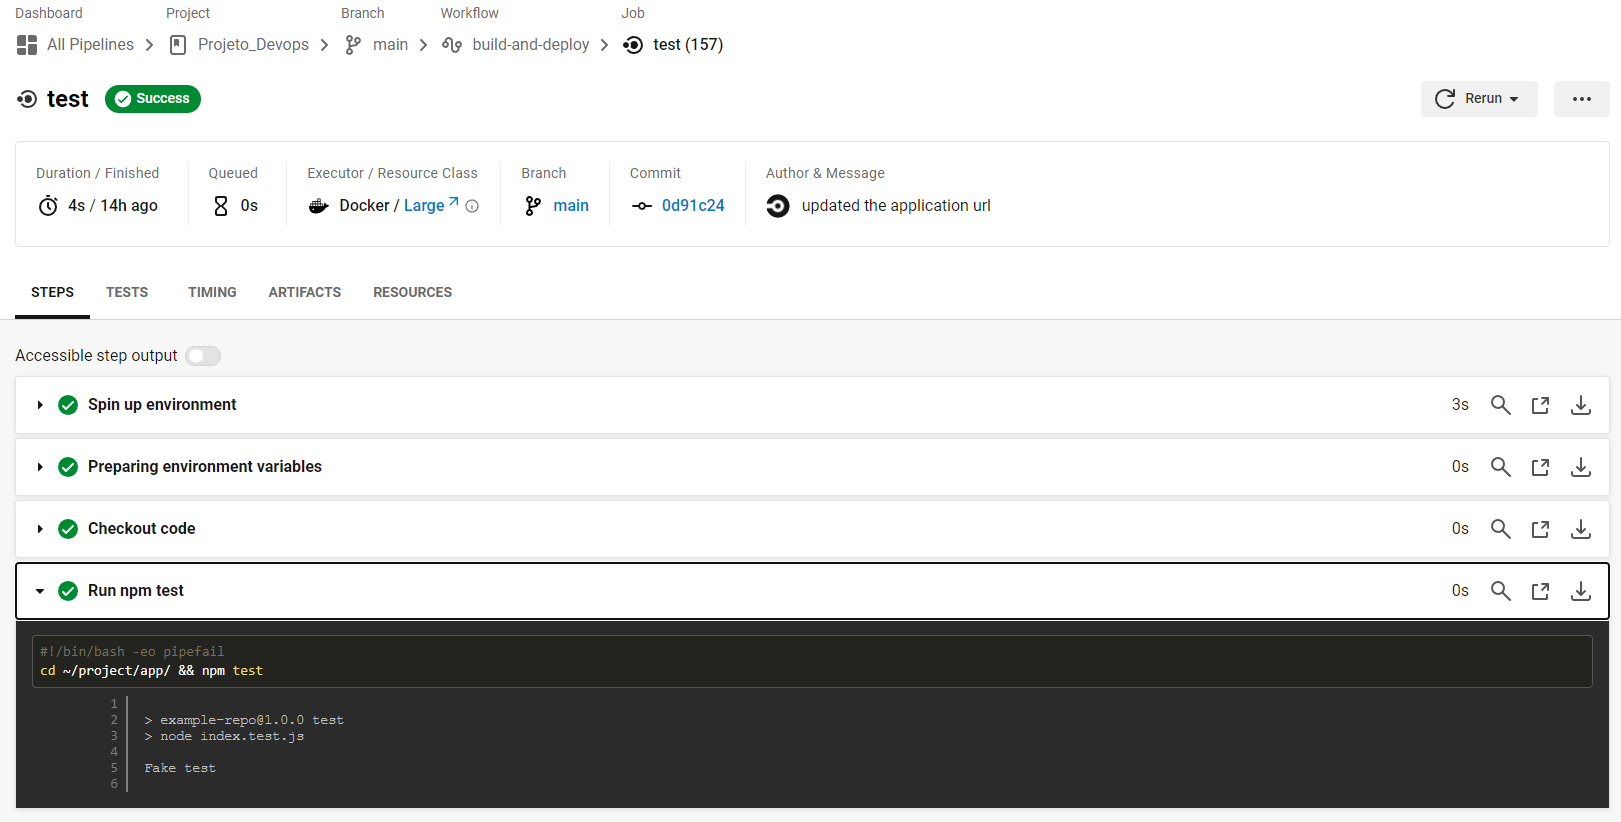 Dashboard Project Branch Workflow Job
All Pipelines Projeto_Devops main build-and-deploy test (157)
test Success Rerun
Duration / Finished Queued Executor / Resource Class Branch Commit Author & Message
4s / 14h ago 0s Docker / Large main 0d91c24 updated the application url
STEPS TESTS TIMING ARTIFACTS RESOURCES
Accessible step output
Spin up environment 3s
Preparing environment variables 0s
Checkout code 0s
Run npm test 0s
#!/bin/bash -eo pipefail
cd ~/project/app/ && npm test
1
2 > example-repo@1.0.0 test
3 > node index.test.js
4
5 Fake test
6